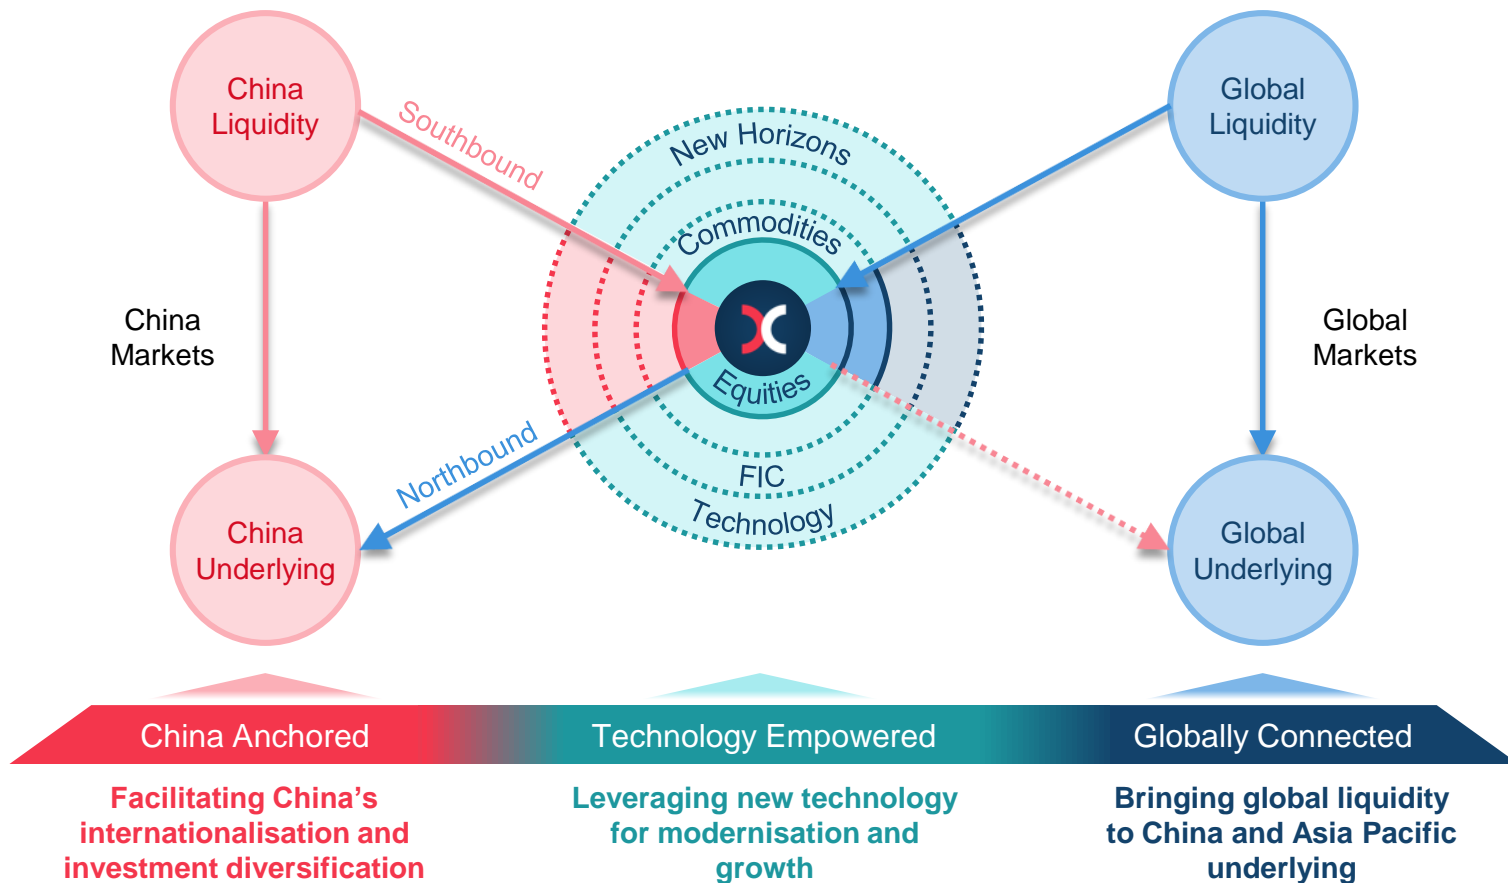 China
Liquidity
Southbound
New Horizons
Commodities
Global
Liquidity
China
Markets
Global
Markets
Equities
Northbound
FIC
Technology
China
Underlying
Global
Underlying
China Anchored
Technology Empowered
Globally Connected
Facilitating China’s
internationalisation and
investment diversification
Leveraging new technology
for modernisation and
growth
Bringing global liquidity
to China and Asia Pacific
underlying